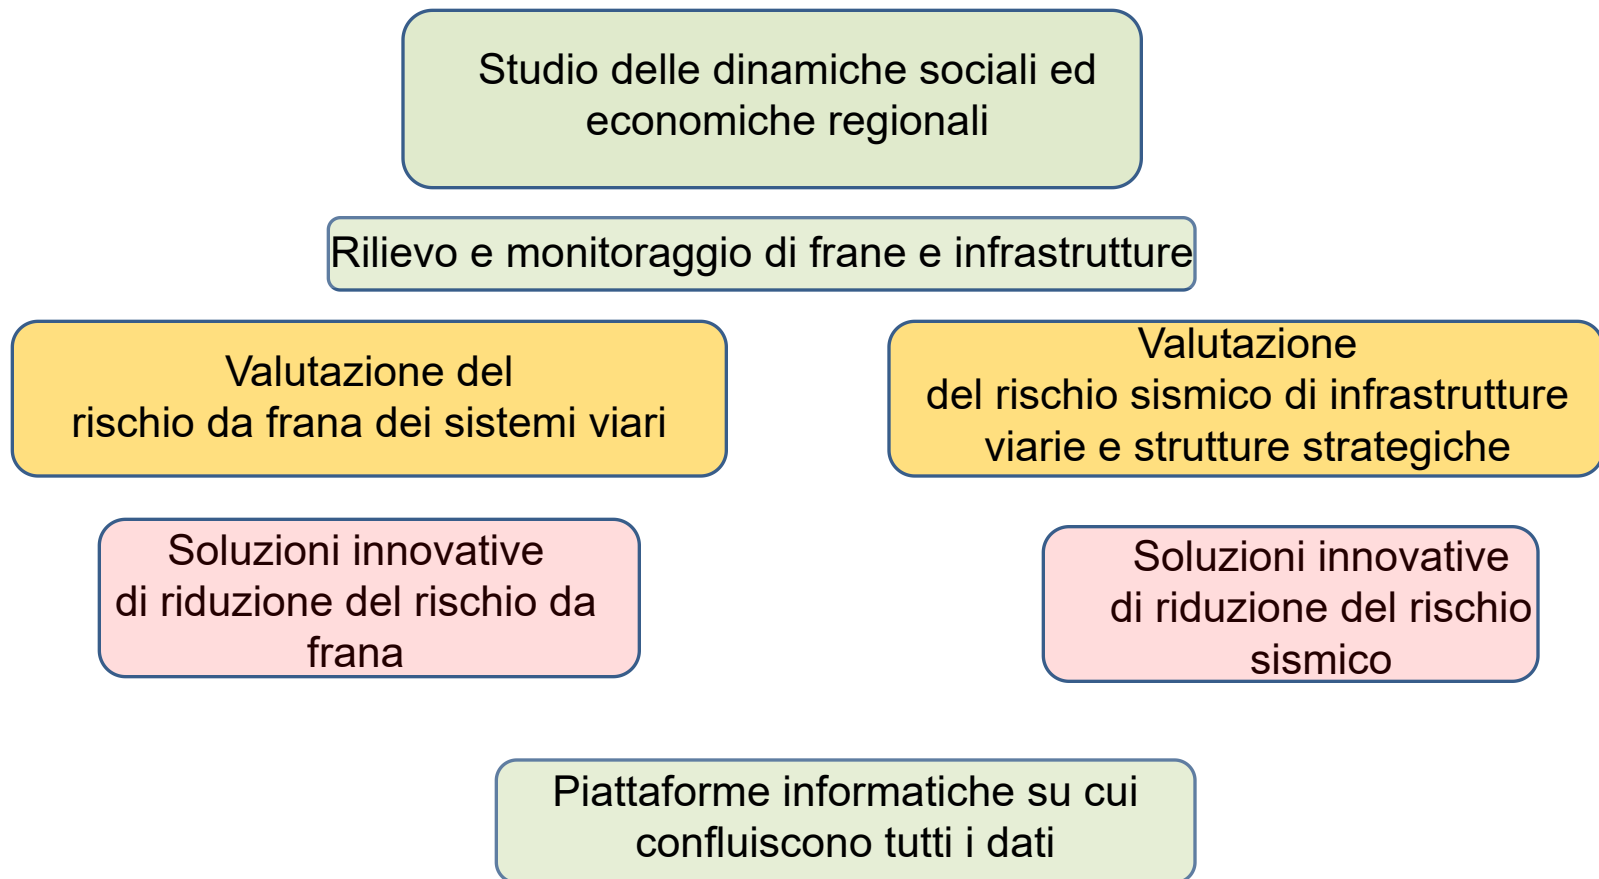 Studio delle dinamiche sociali ed
economiche regionali
Rilievo e monitoraggio di frane e infrastrutture
Valutazione del
rischio da frana dei sistemi viari
Valutazione
del rischio sismico di infrastrutture
viarie e strutture strategiche
Soluzioni innovative
di riduzione del rischio da
frana
Soluzioni innovative
di riduzione del rischio
sismico
Piattaforme informatiche su cui
confluiscono tutti i dati